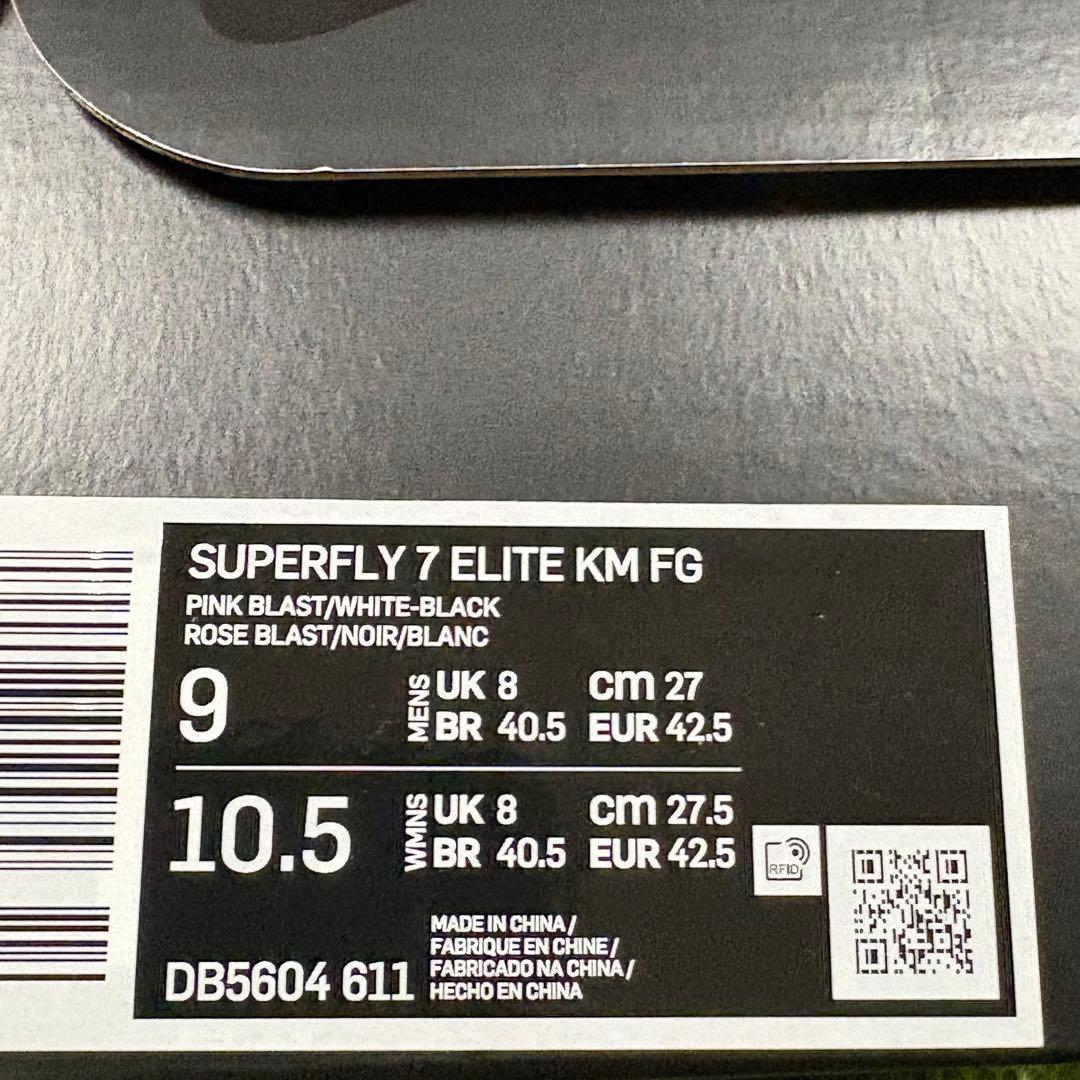 SUPERFLY 7 ELITE KM FG
PINK BLAST/WHITE-BLACK
ROSE BLAST/NOIR/BLANC
9 MENS UK 8 cm 27
BR 40.5 EUR 42.5
10.5 WMNS UK 8 cm 27.5
BR 40.5 EUR 42.5
RFID
MADE IN CHINA /
FABRIQUE EN CHINE /
FABRICADO NA CHINA /
HECHO EN CHINA
DB5604 611